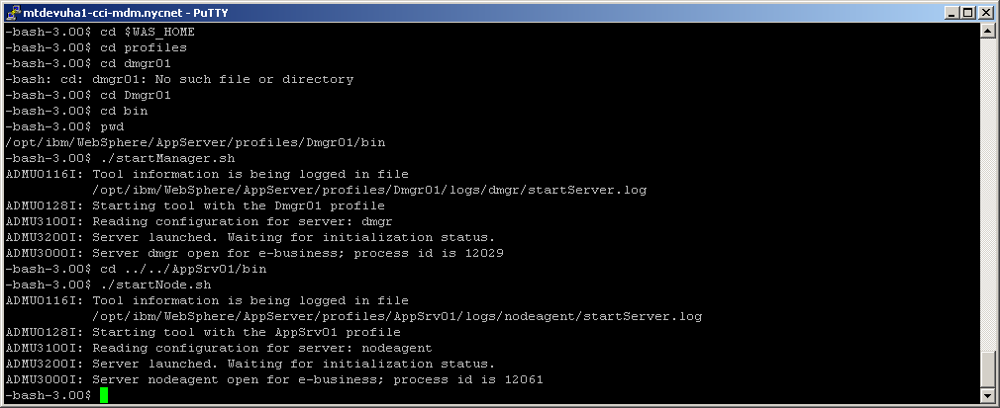 mtdevuha1-cci-mdm.nycnet - PuTTY
-bash-3.00$ cd $WAS_HOME
-bash-3.00$ cd profiles
-bash-3.00$ cd dmgr01
-bash: cd: dmgr01: No such file or directory
-bash-3.00$ cd Dmgr01
-bash-3.00$ cd bin
-bash-3.00$ pwd
/opt/ibm/WebSphere/AppServer/profiles/Dmgr01/bin
-bash-3.00$ ./startManager.sh
ADMU0116I: Tool information is being logged in file
           /opt/ibm/WebSphere/AppServer/profiles/Dmgr01/logs/dmgr/startServer.log
ADMU0128I: Starting tool with the Dmgr01 profile
ADMU3100I: Reading configuration for server: dmgr
ADMU3200I: Server launched. Waiting for initialization status.
ADMU3000I: Server dmgr open for e-business; process id is 12029
-bash-3.00$ cd ../../AppSrv01/bin
-bash-3.00$ ./startNode.sh
ADMU0116I: Tool information is being logged in file
           /opt/ibm/WebSphere/AppServer/profiles/AppSrv01/logs/nodeagent/startServer.log
ADMU0128I: Starting tool with the AppSrv01 profile
ADMU3100I: Reading configuration for server: nodeagent
ADMU3200I: Server launched. Waiting for initialization status.
ADMU3000I: Server nodeagent open for e-business; process id is 12061
-bash-3.00$